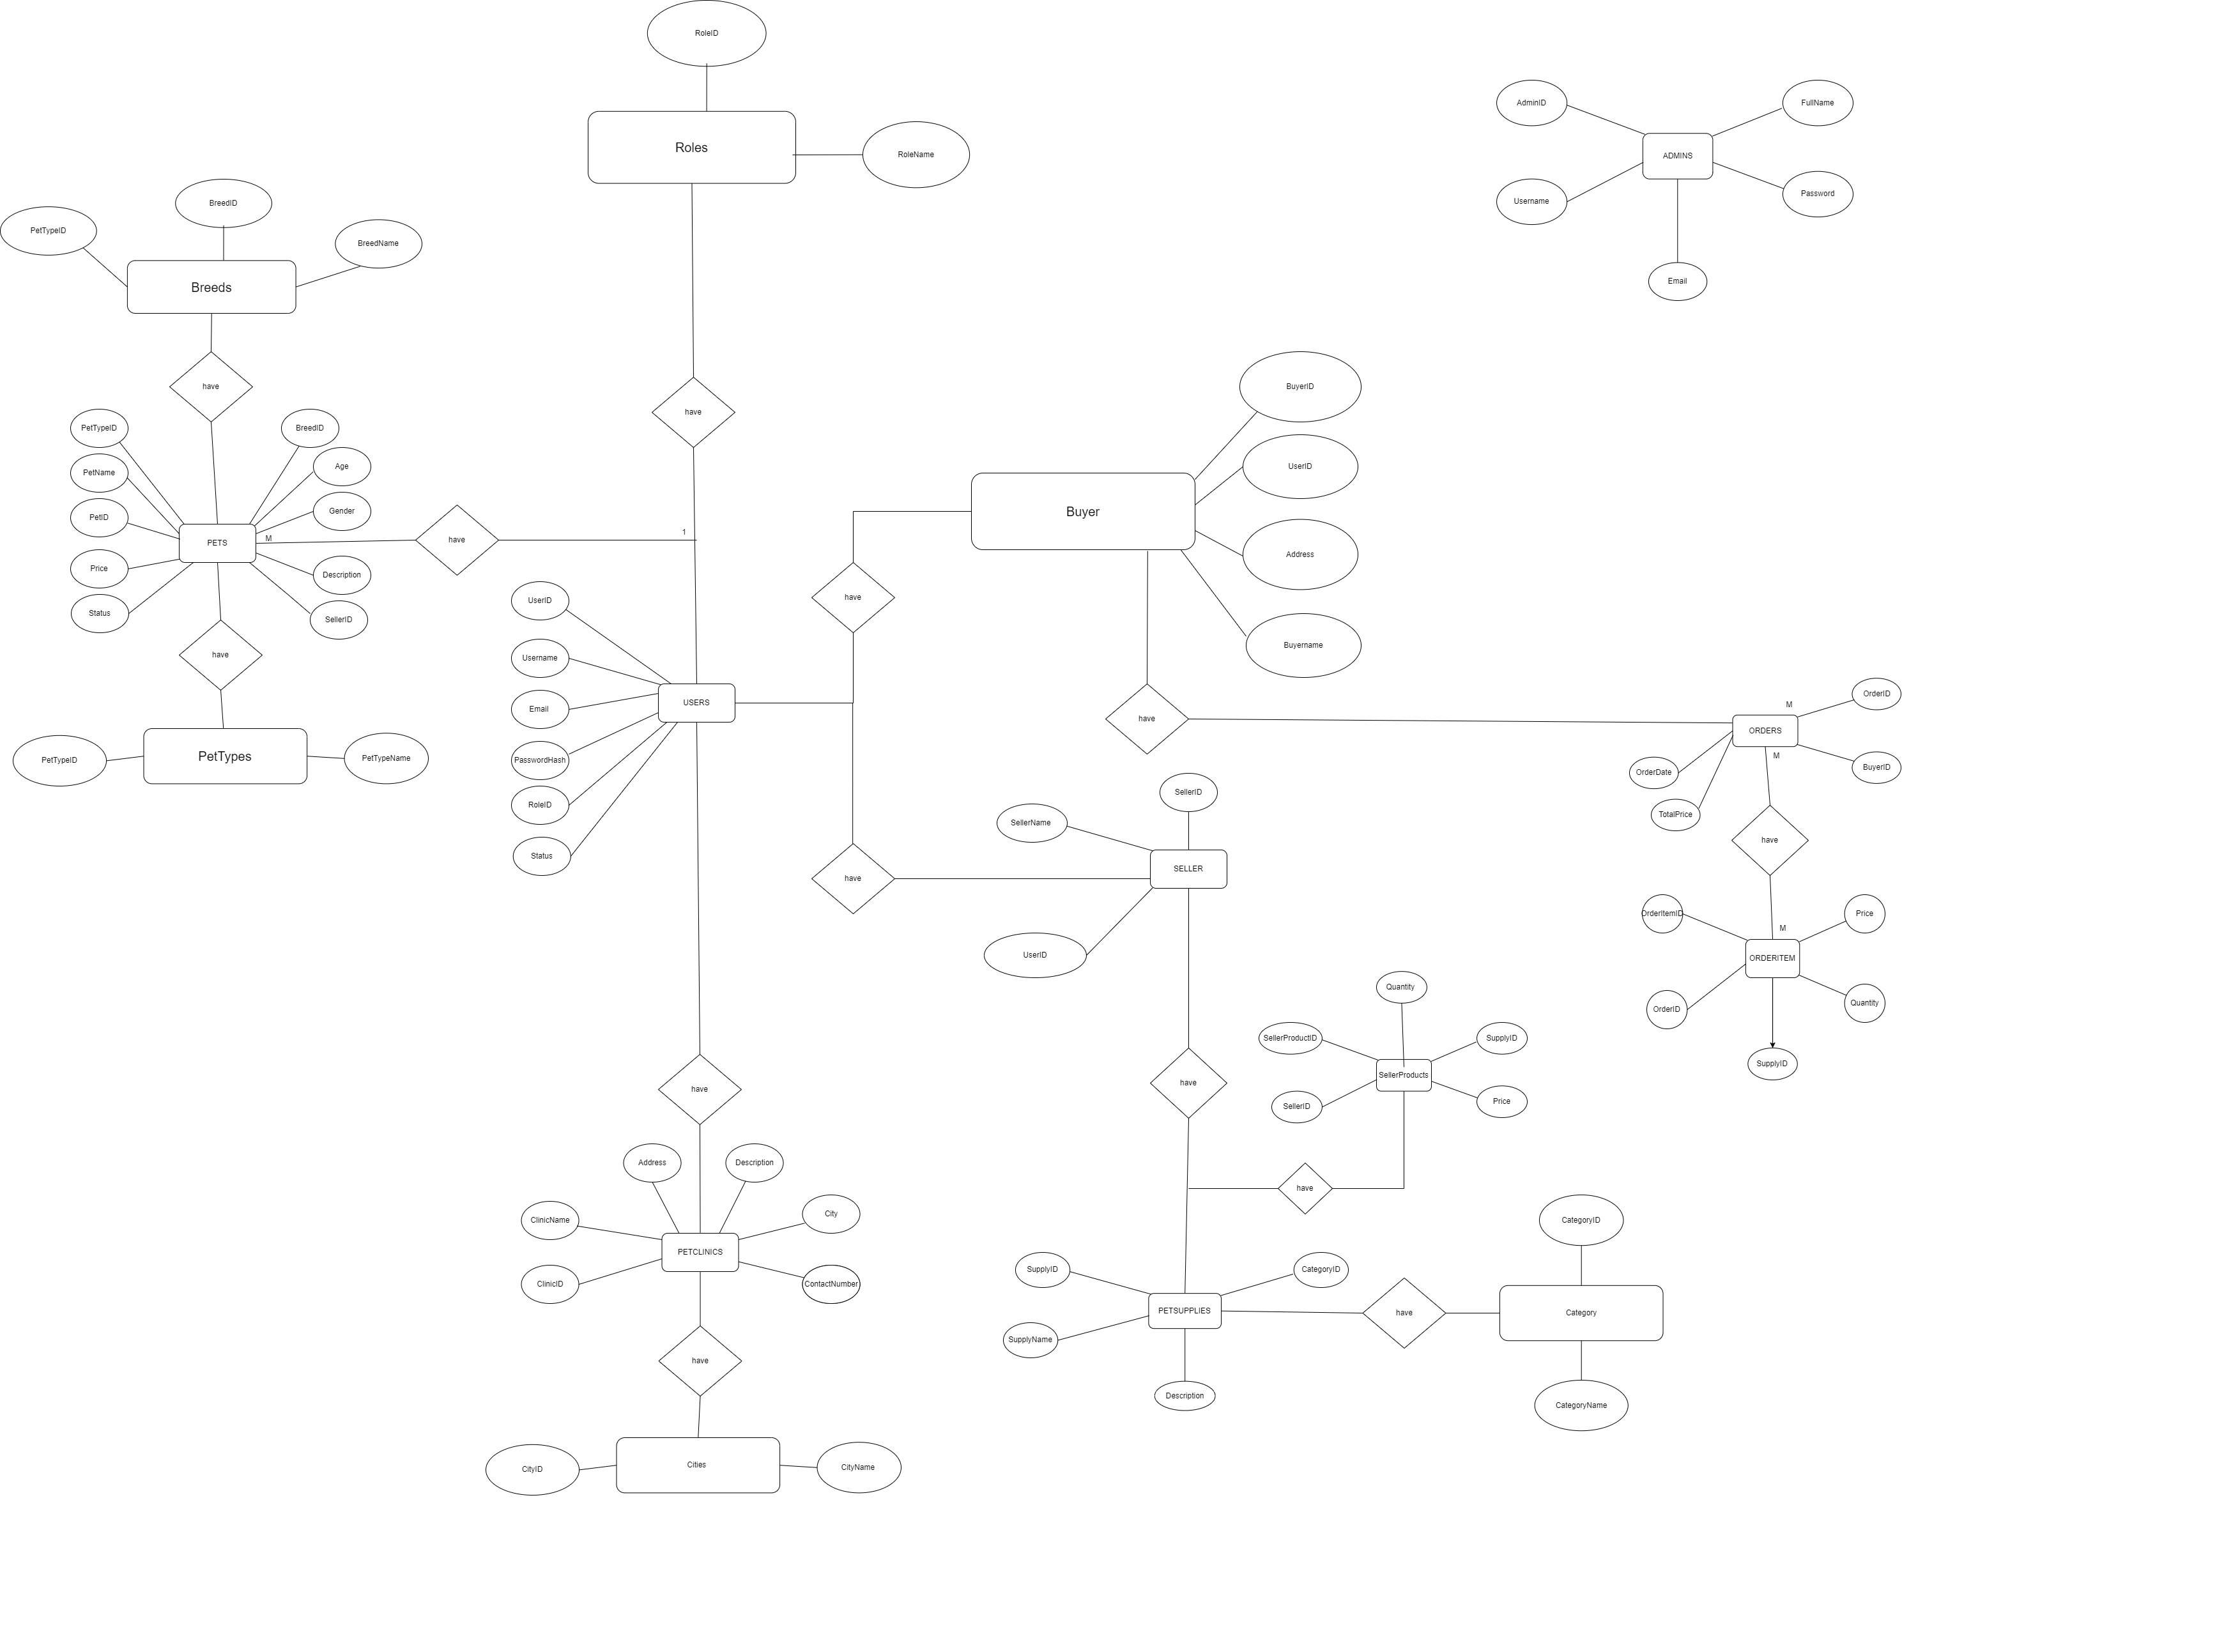 RoleID
Roles
RoleName
AdminID
FullName
ADMINS
Username
Password
Email
BreedID
PetTypeID
BreedName
Breeds
have
have
PetTypeID
BreedID
PetName
Age
PetID
Gender
PETS
M
have
1
Price
Description
Status
SellerID
have
PetTypeID
PetTypes
PetTypeName
BuyerID
UserID
Buyer
Address
Buyername
have
have
UserID
Username
Email
PasswordHash
RoleID
Status
USERS
have
SellerID
SellerName
SELLER
UserID
M
OrderID
ORDERS
M
BuyerID
OrderDate
TotalPrice
have
M
OrderItemID
Price
ORDERITEM
OrderID
Quantity
SupplyID
Quantity
SellerProductID
SupplyID
SellerProducts
SellerID
Price
have
have
have
Address
Description
ClinicName
City
PETCLINICS
ClinicID
ContactNumber
have
CityID
Cities
CityName
SupplyID
CategoryID
PETSUPPLIES
SupplyName
Description
have
CategoryID
Category
CategoryName